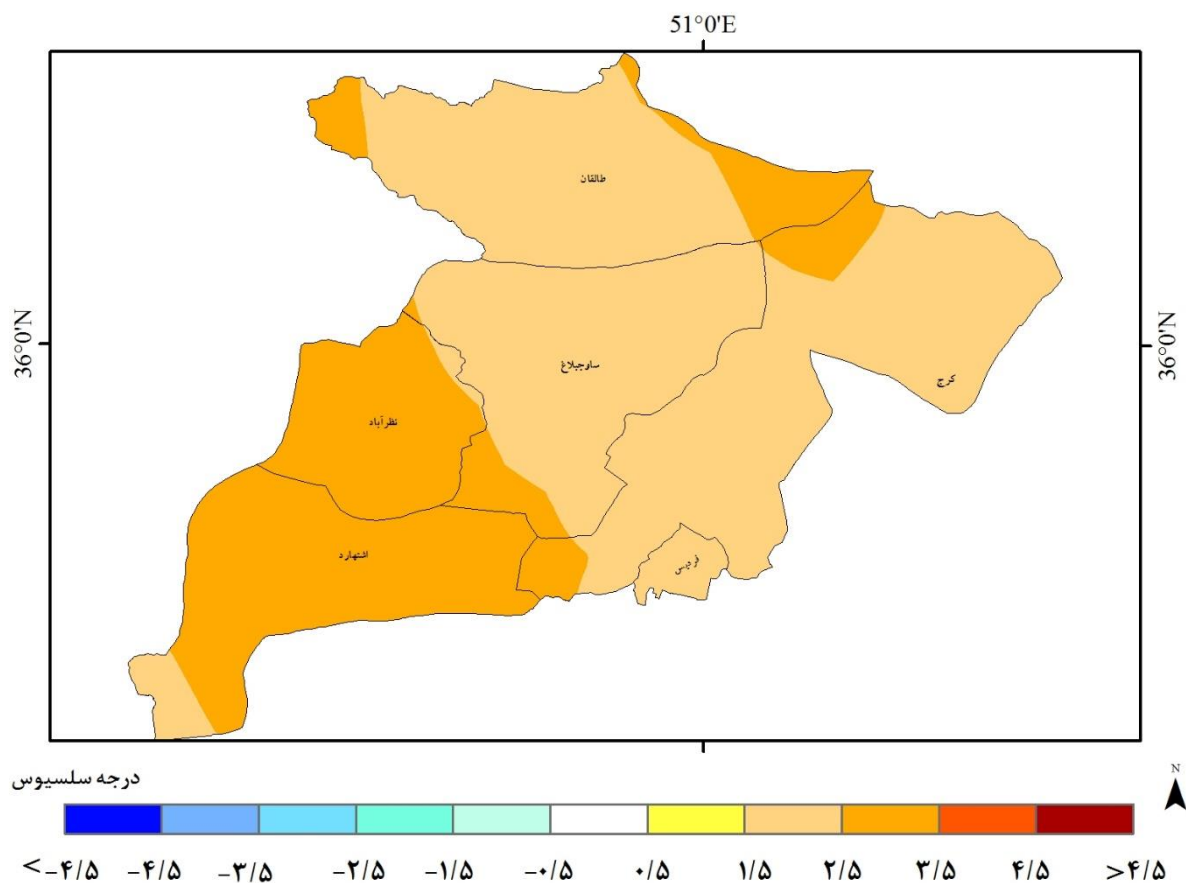 51°0'E
36°0'N
36°0'N
طالقان
ساوجبلاغ
کرج
نظرآباد
اشتهارد
فردیس
درجه سلسیوس
N
<-۴/۵ -۴/۵ -۳/۵ -۲/۵ -۱/۵ -۰/۵ ۰/۵ ۱/۵ ۲/۵ ۳/۵ ۴/۵ >۴/۵